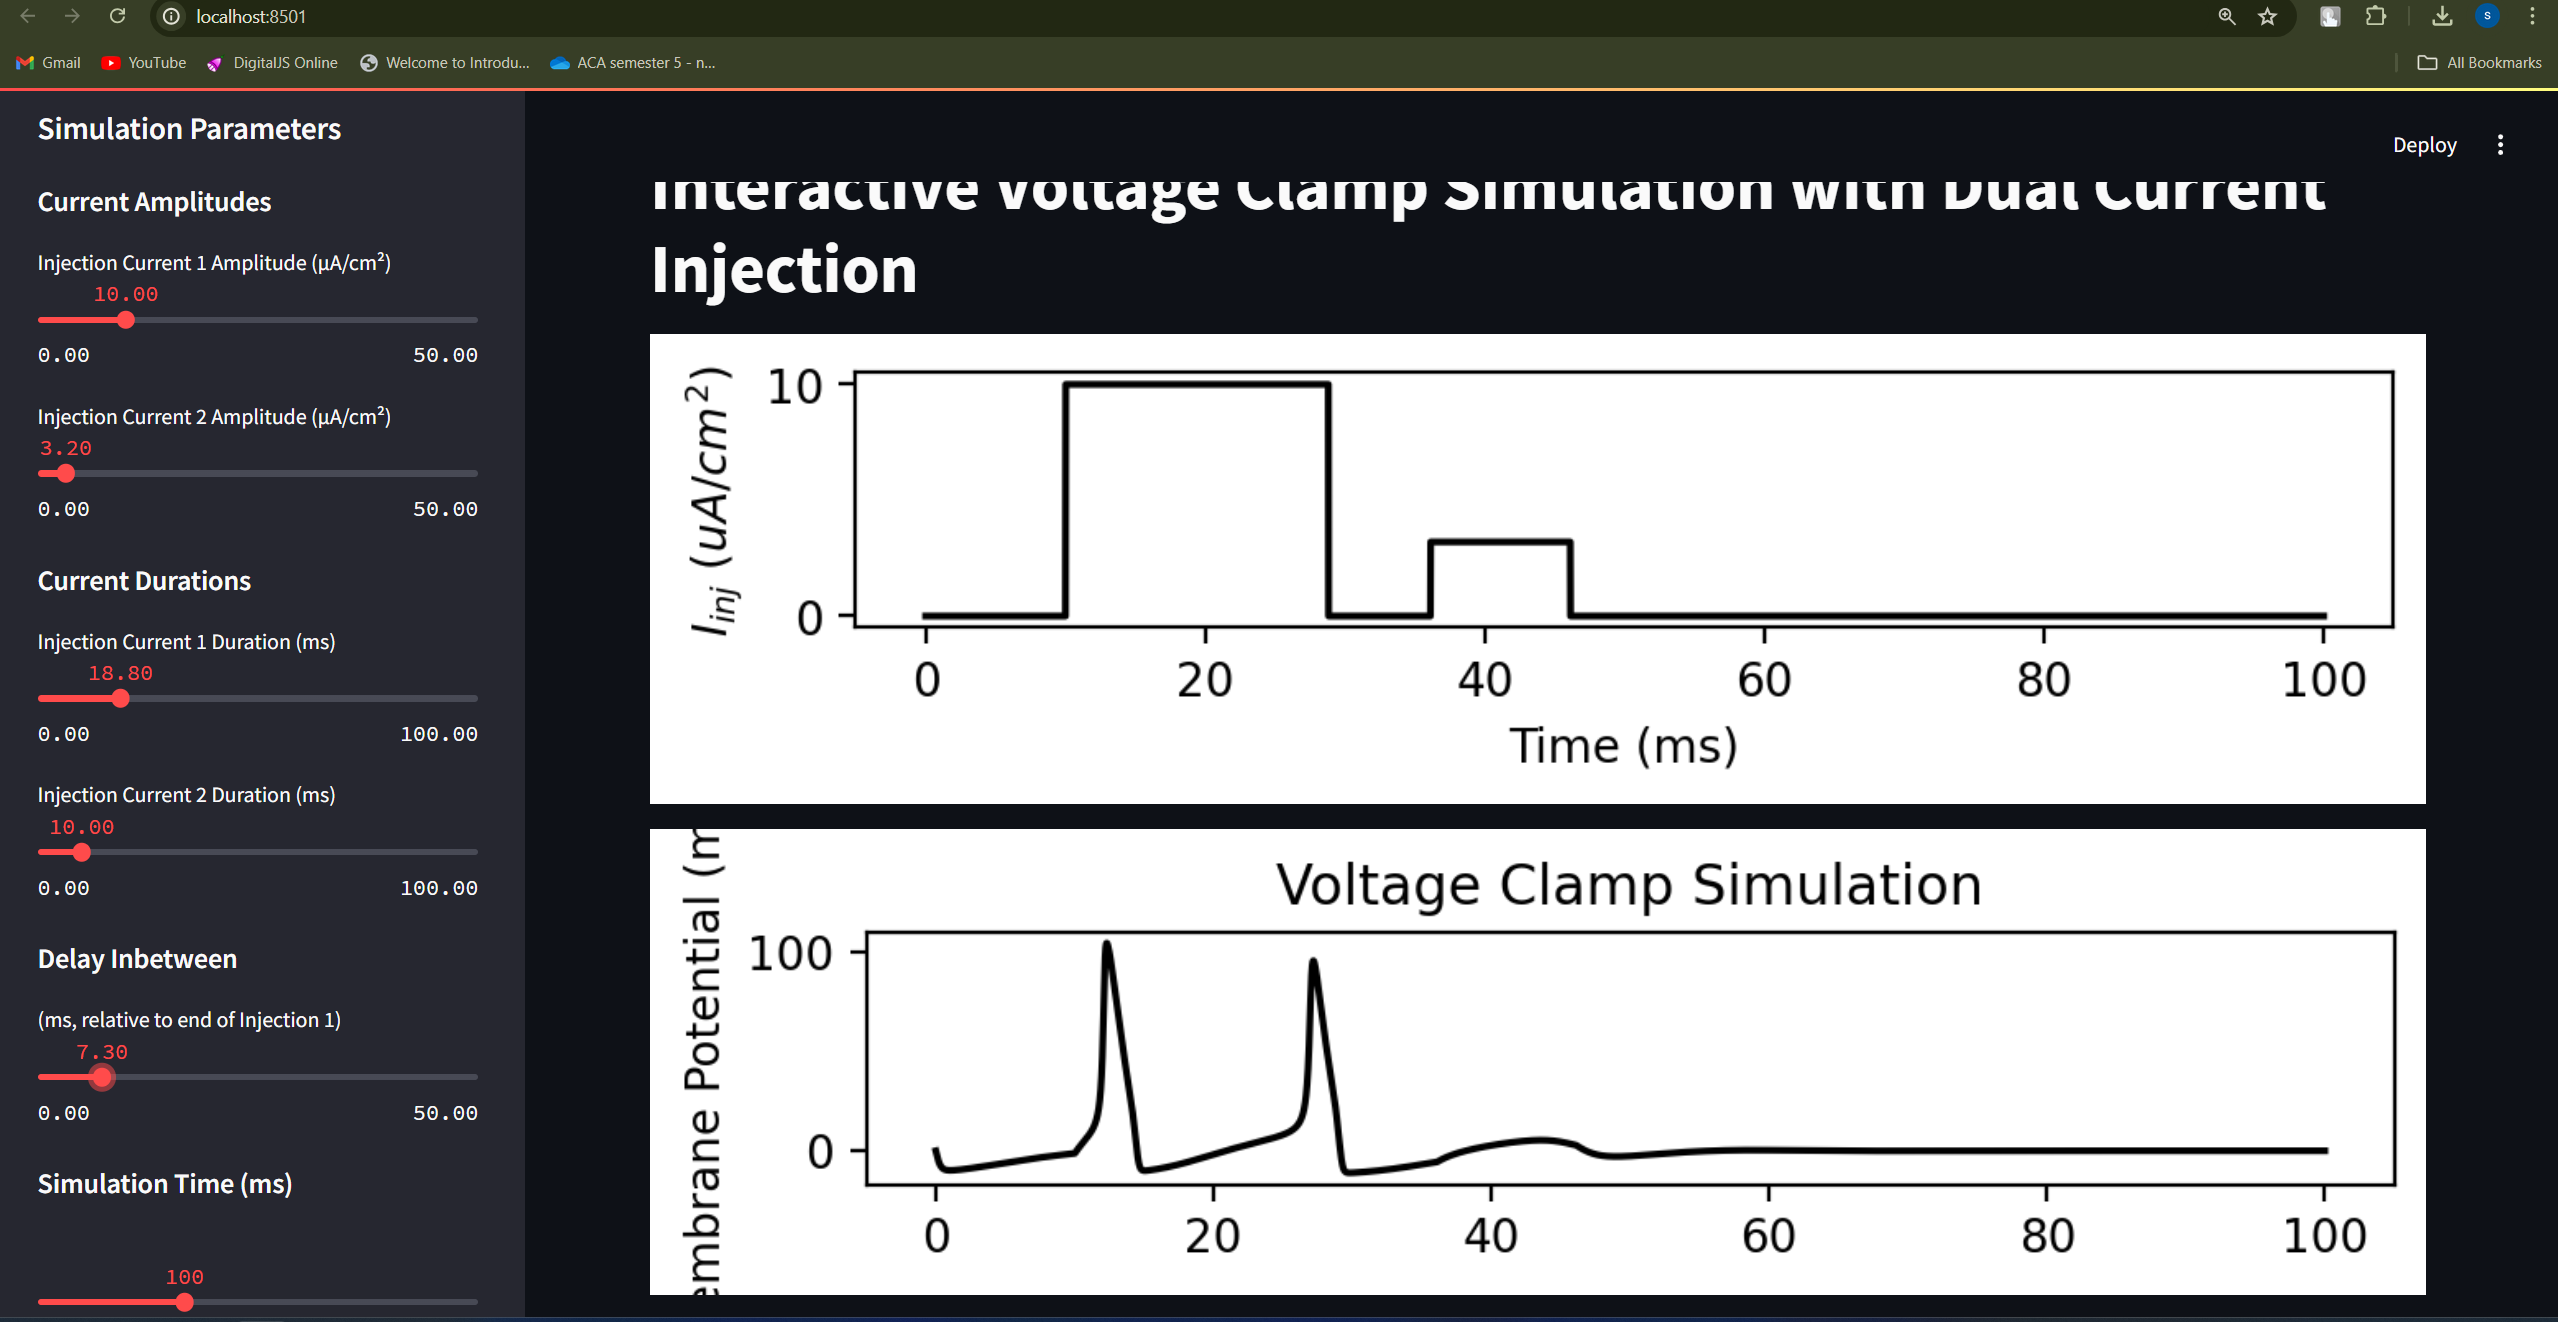 localhost:8501
S
Gmail
YouTube
DigitalJS Online
Welcome to Introdu...
ACA semester 5 - n...
All Bookmarks
Simulation Parameters
Current Amplitudes
Injection Current 1 Amplitude (µA/cm²)
10.00
0.00 50.00
Injection Current 2 Amplitude (µA/cm²)
3.20
0.00 50.00
Current Durations
Injection Current 1 Duration (ms)
18.80
0.00 100.00
Injection Current 2 Duration (ms)
10.00
0.00 100.00
Delay Inbetween
(ms, relative to end of Injection 1)
7.30
0.00 50.00
Simulation Time (ms)
100
Deploy
Interactive Voltage Clamp Simulation with Dual Current
Injection
I_inj (uA/cm²)
10
0
0 20 40 60 80 100
Time (ms)
Voltage Clamp Simulation
embrane Potential (m
100
0
0 20 40 60 80 100